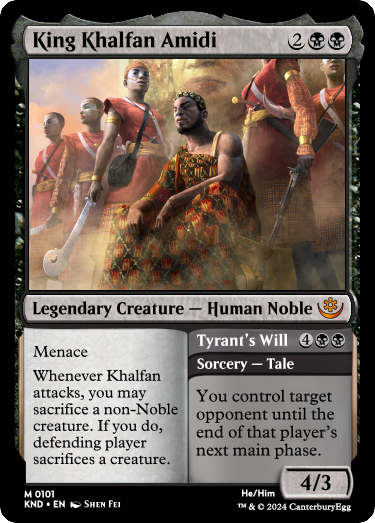 King Khalfan Amidi 2
Legendary Creature — Human Noble
Menace
Whenever Khalfan
attacks, you may
sacrifice a non-Noble
creature. If you do,
defending player
sacrifices a creature.
Tyrant's Will 4
Sorcery — Tale
You control target
opponent until the
end of that player's
next main phase.
4/3
M 0101
KND • EN Shen Fei
He/Him
™ & © 2024 CanterburyEgg